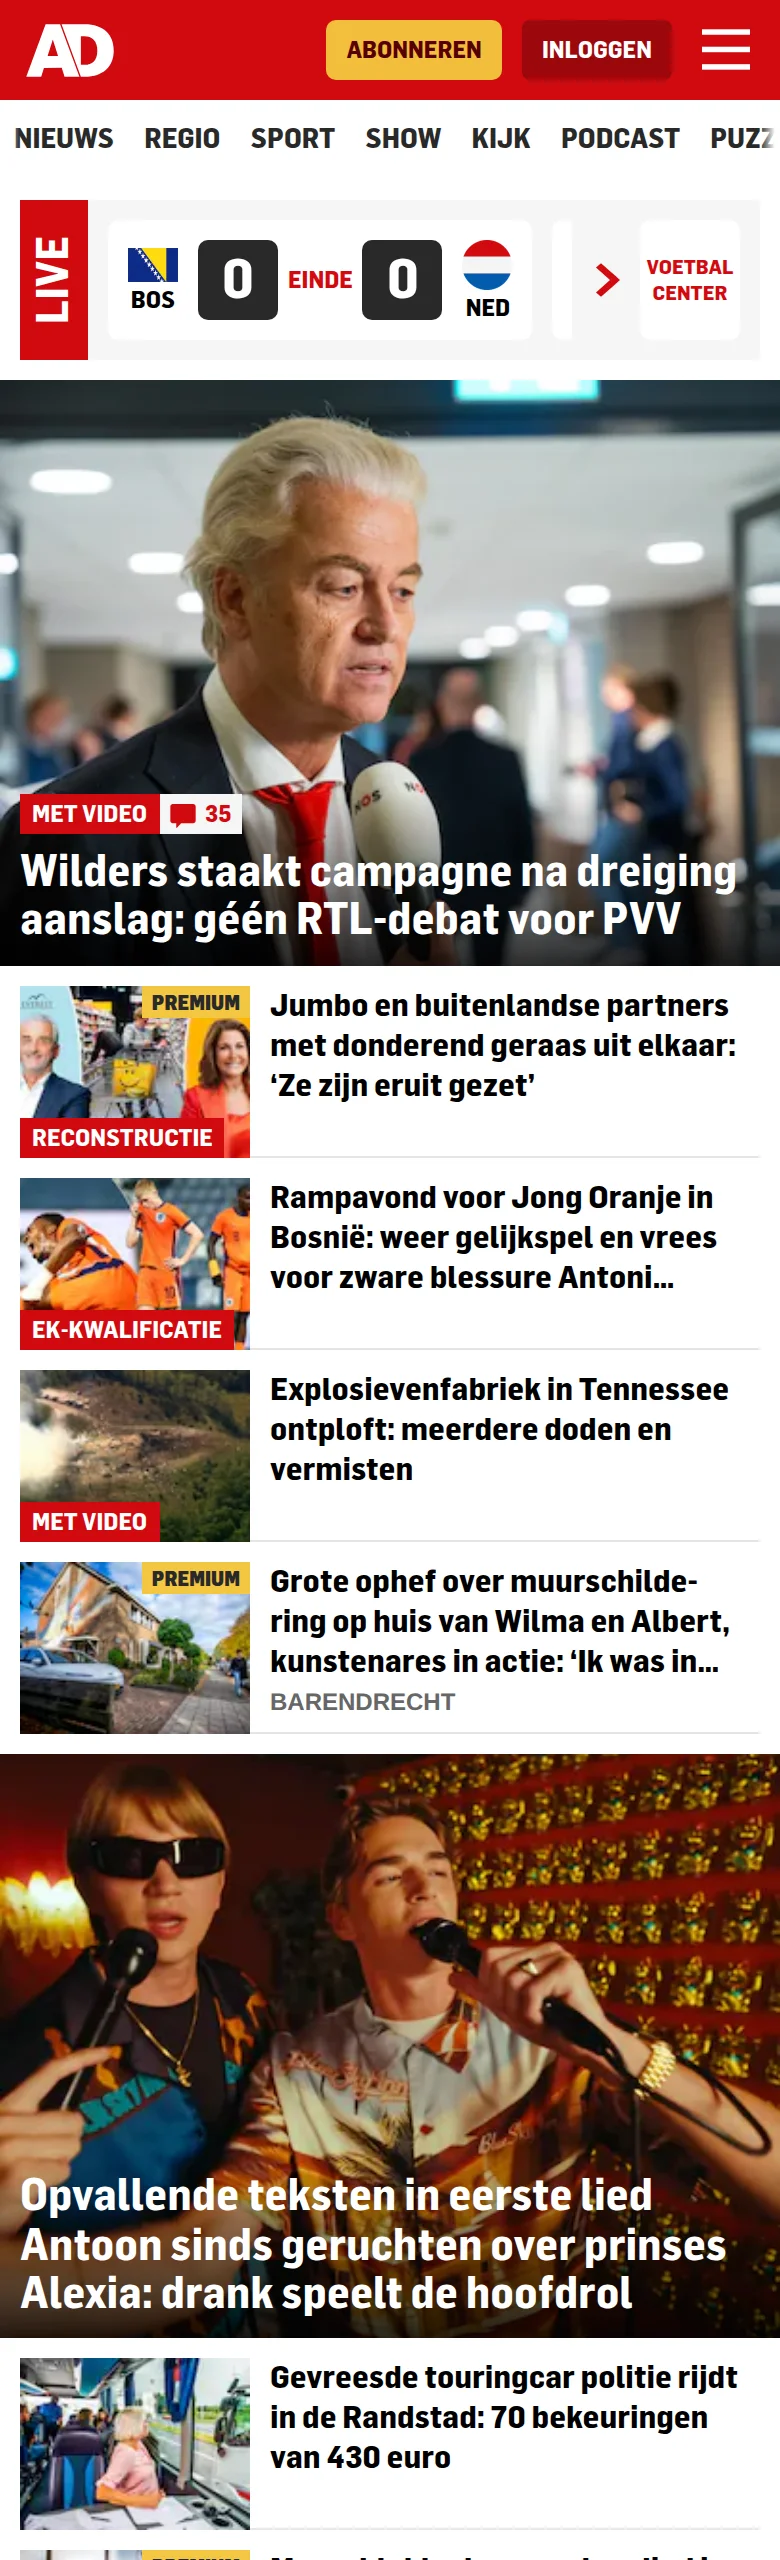 AD
ABONNEREN
INLOGGEN
NIEUWS REGIO SPORT SHOW KIJK PODCAST PUZZ
LIVE
BOS
0
EINDE
0
NED
VOETBAL
CENTER
NOS
MET VIDEO
35
Wilders staakt campagne na dreiging
aanslag: géén RTL-debat voor PVV
PREMIUM
RECONSTRUCTIE
Jumbo en buitenlandse partners
met donderend geraas uit elkaar:
‘Ze zijn eruit gezet’
EK-KWALIFICATIE
Rampavond voor Jong Oranje in
Bosnië: weer gelijkspel en vrees
voor zware blessure Antoni...
MET VIDEO
Explosievenfabriek in Tennessee
ontploft: meerdere doden en
vermisten
PREMIUM
Grote ophef over muurschilde-
ring op huis van Wilma en Albert,
kunstenares in actie: ‘Ik was in...
BARENDRECHT
Opvallende teksten in eerste lied
Antoon sinds geruchten over prinses
Alexia: drank speelt de hoofdrol
Gevreesde touringcar politie rijdt
in de Randstad: 70 bekeuringen
van 430 euro